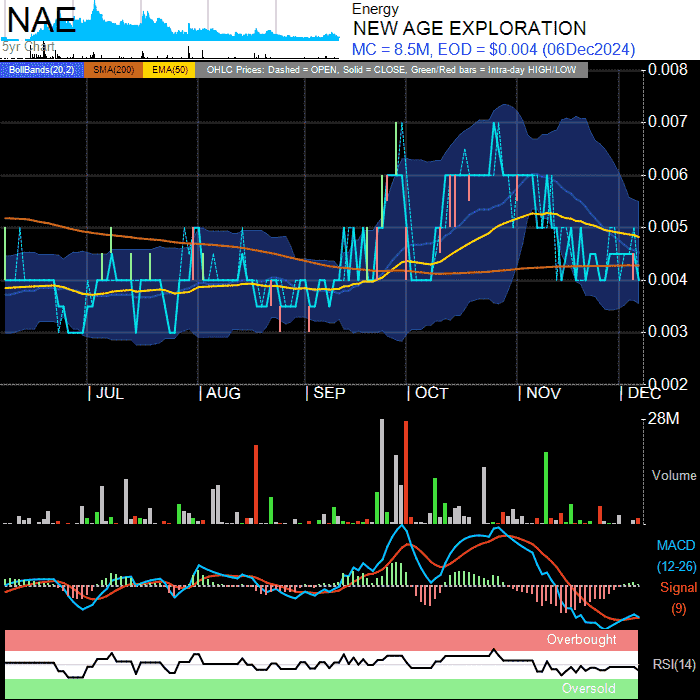 NAE
5yr Chart
Energy
NEW AGE EXPLORATION
MC = 8.5M, EOD = $0.004 (06Dec2024)
BollBands(20,2) SMA(200) EMA(50) OHLC Prices: Dashed = OPEN, Solid = CLOSE, Green/Red bars = Intra-day HIGH/LOW
0.008
0.007
0.006
0.005
0.004
0.003
0.002
| JUL | AUG | SEP | OCT | NOV | DEC
28M
Volume
MACD
(12-26)
Signal
(9)
Overbought
RSI(14)
Oversold